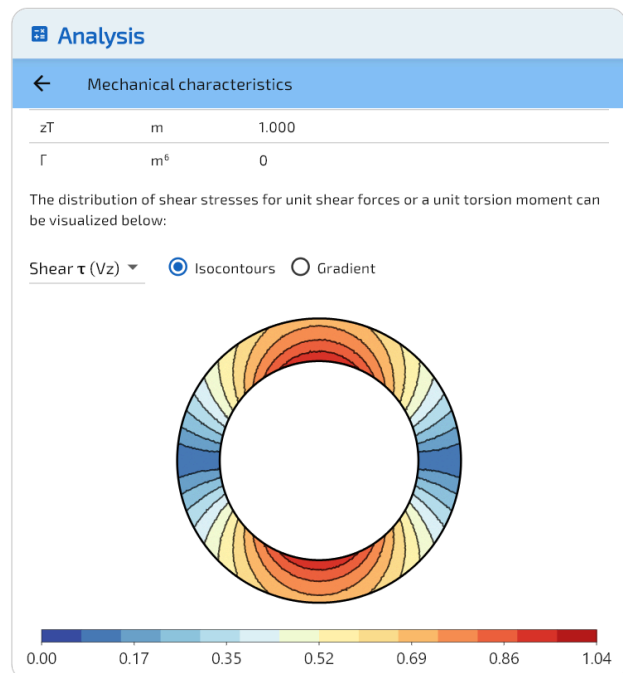 Analysis
Mechanical characteristics
zT m 1.000
Γ m⁶ 0
The distribution of shear stresses for unit shear forces or a unit torsion moment can
be visualized below:
Shear τ (Vz) Isocontours Gradient
0.00 0.17 0.35 0.52 0.69 0.86 1.04